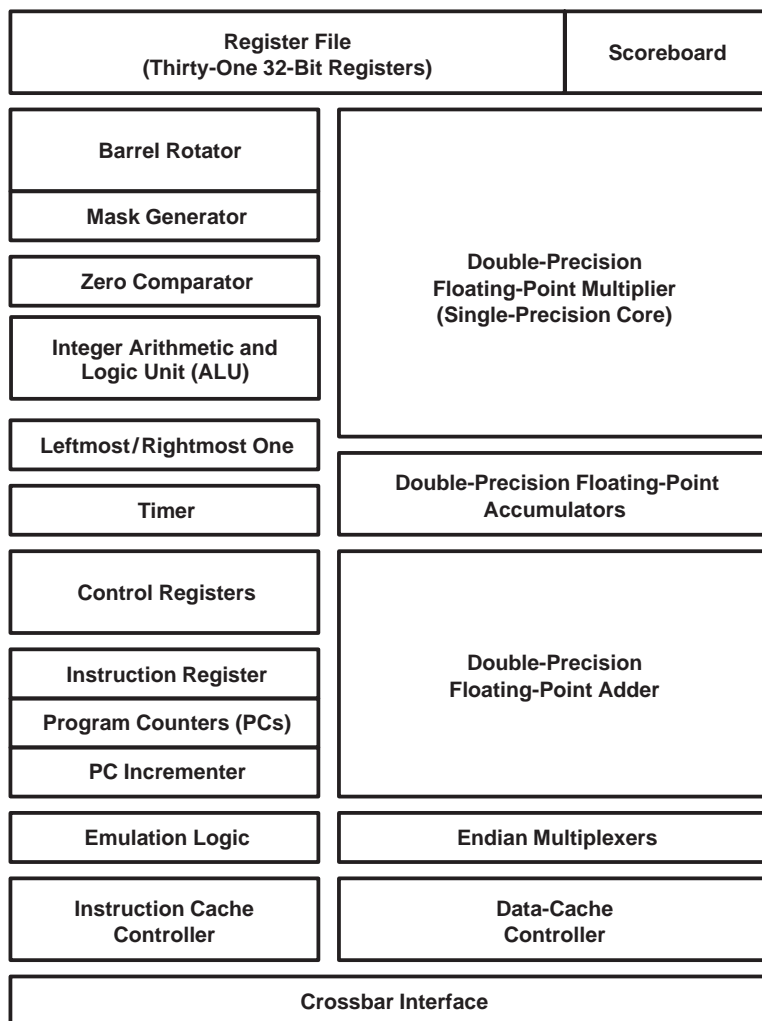 Register File
(Thirty-One 32-Bit Registers)
Scoreboard
Barrel Rotator
Mask Generator
Zero Comparator
Integer Arithmetic and
Logic Unit (ALU)
Leftmost/Rightmost One
Timer
Control Registers
Instruction Register
Program Counters (PCs)
PC Incrementer
Emulation Logic
Instruction Cache
Controller
Double-Precision
Floating-Point Multiplier
(Single-Precision Core)
Double-Precision Floating-Point
Accumulators
Double-Precision
Floating-Point Adder
Endian Multiplexers
Data-Cache
Controller
Crossbar Interface